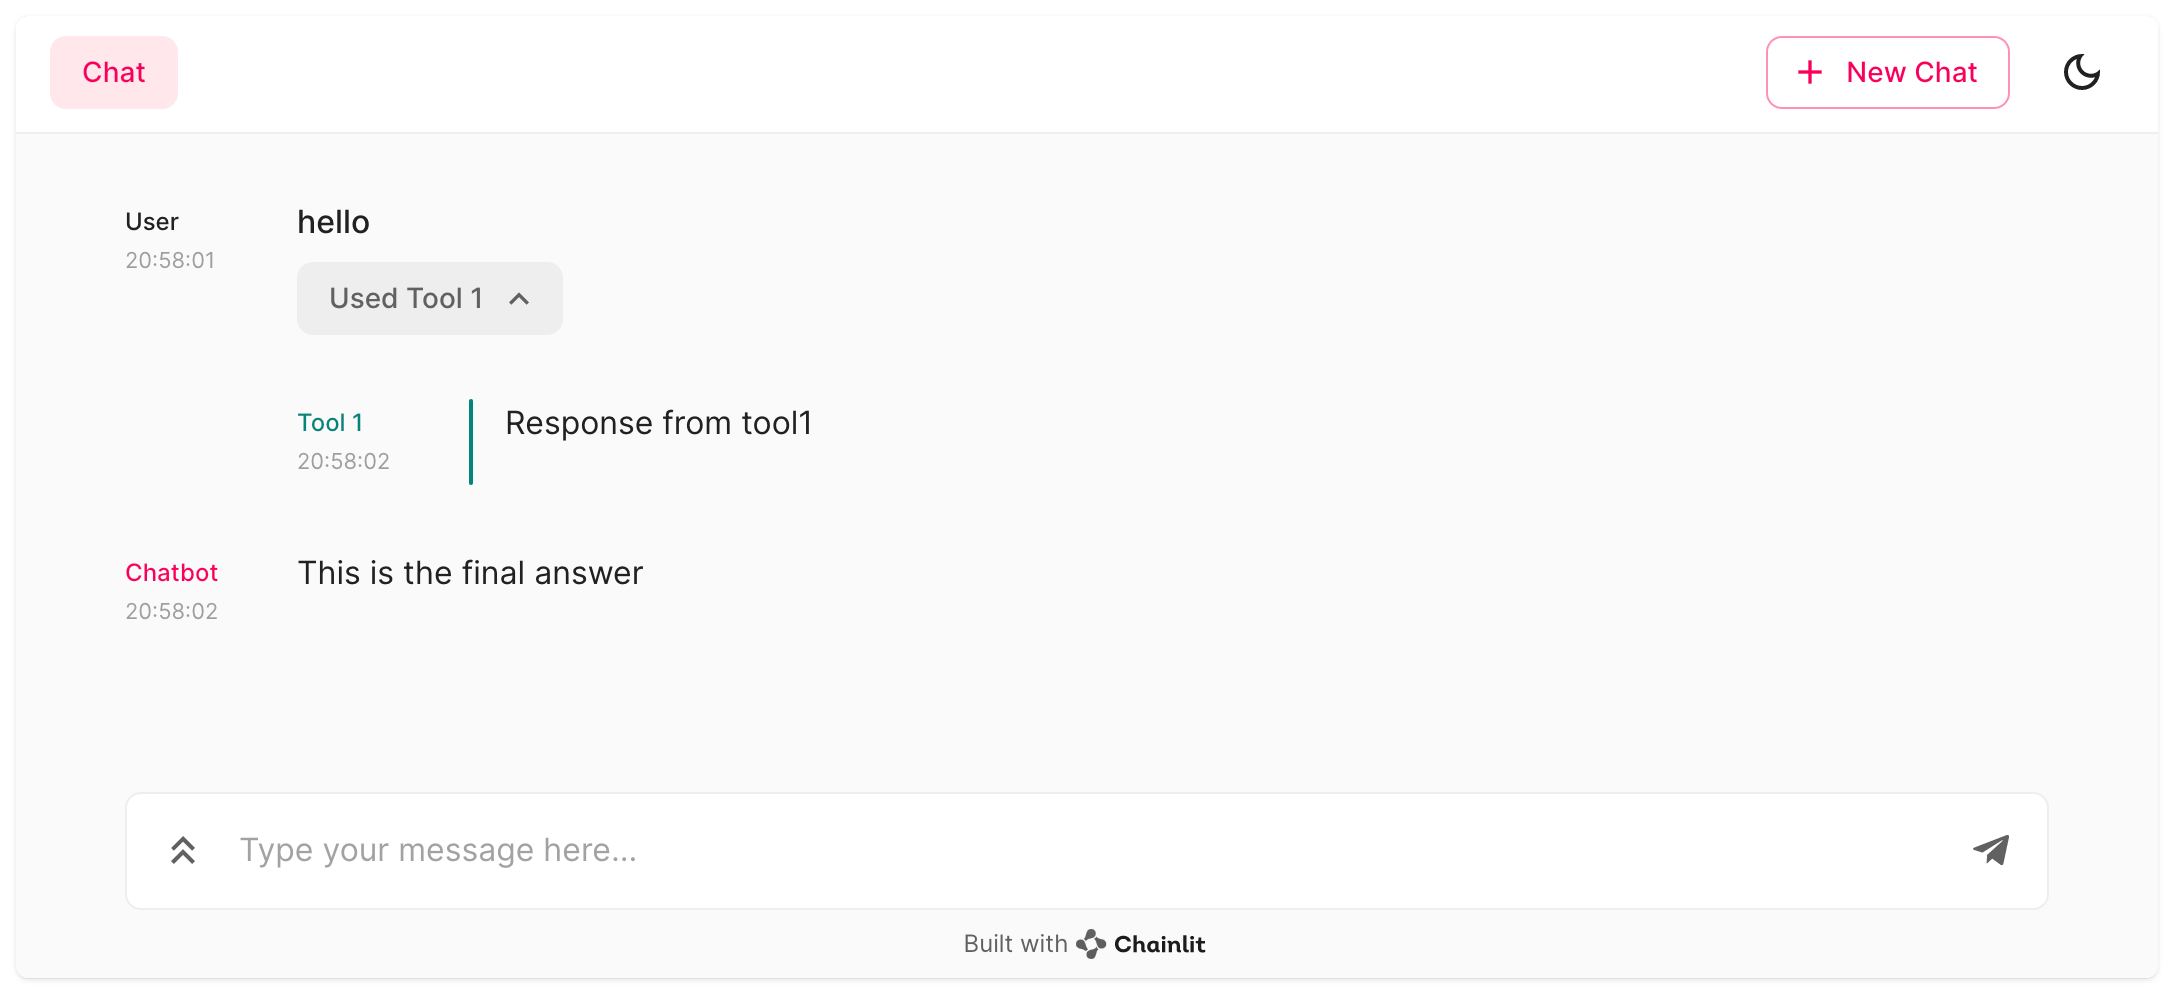 Chat
New Chat
User
hello
20:58:01
Used Tool 1
Tool 1
Response from tool1
20:58:02
Chatbot
This is the final answer
20:58:02
Type your message here...
Built with Chainlit